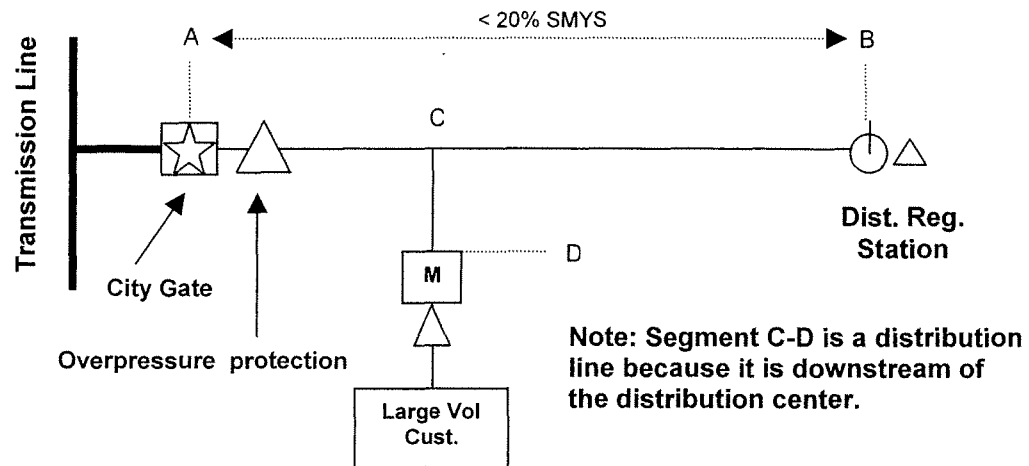 < 20% SMYS
A
B
Transmission Line
C
City Gate
Overpressure protection
Dist. Reg.
Station
M
D
Large Vol
Cust.
Note: Segment C-D is a distribution
line because it is downstream of
the distribution center.